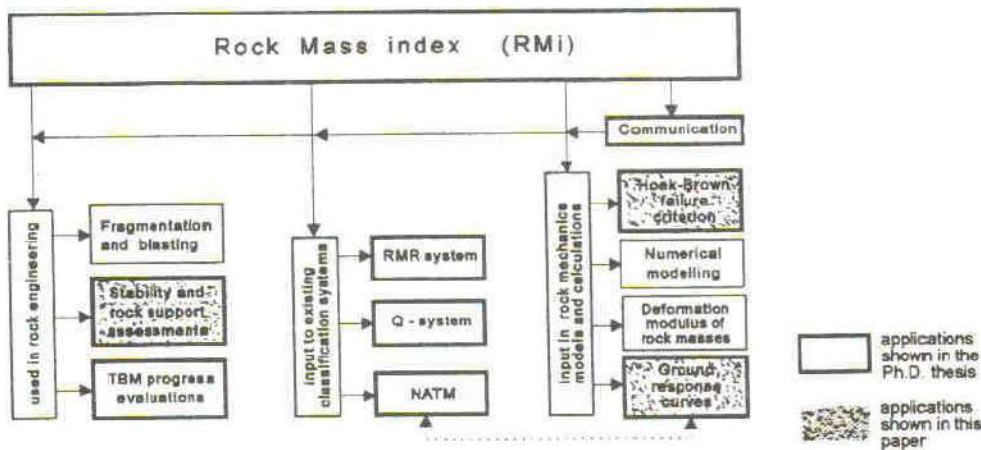 Rock Mass index (RMi)
Communication
used in rock engineering
Fragmentation
and blasting
Stability and
rock support
assessments
TBM progress
evaluations
input to existing
classification systems
RMR system
Q - system
NATM
input in rock mechanics
models and calculations
Hoek-Brown
failure
criterion
Numerical
modelling
Deformation
modulus of
rock masses
Ground
response
curves
applications
shown in the
Ph.D. thesis
applications
shown in this
paper